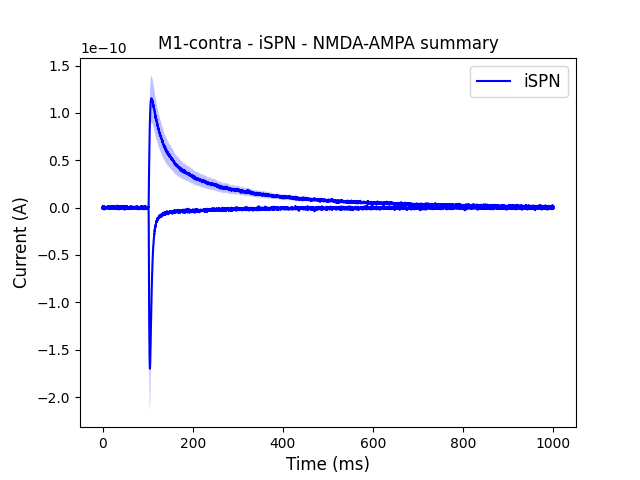 M1-contra - iSPN - NMDA-AMPA summary
1e−10
iSPN
1.5
1.0
0.5
0.0
−0.5
−1.0
−1.5
−2.0
Current (A)
0 200 400 600 800 1000
Time (ms)